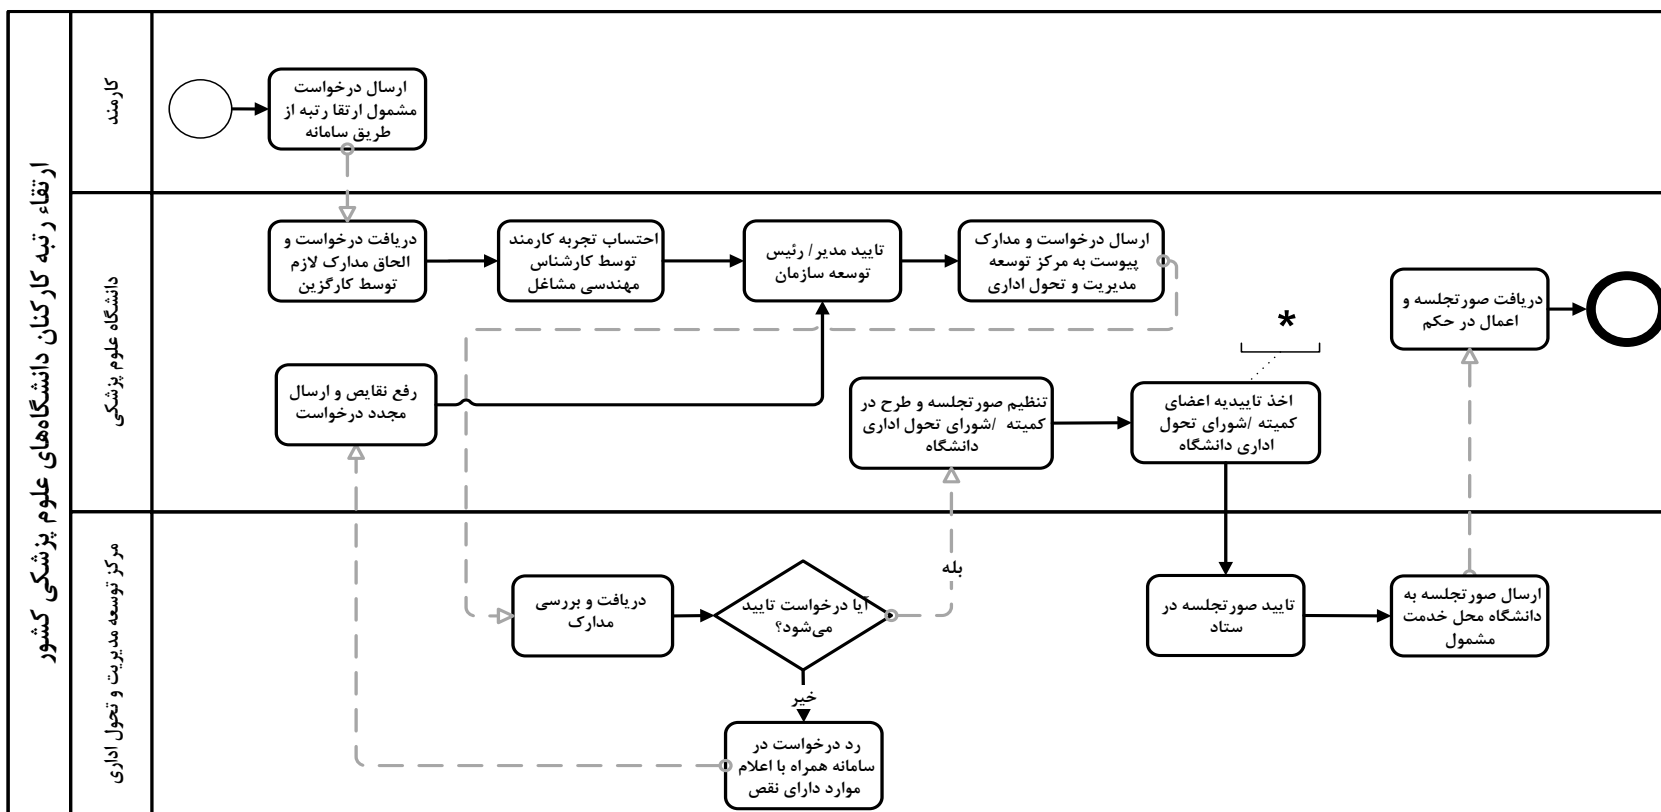 ارتقاء رتبه کارکنان دانشگاه‌های علوم پزشکی کشور
کارمند
ارسال درخواست
مشمول ارتقا رتبه از
طریق سامانه
دانشگاه علوم پزشکی
دریافت درخواست و
الحاق مدارک لازم
توسط کارگزین
احتساب تجربه کارمند
توسط کارشناس
مهندسی مشاغل
تایید مدیر/ رئیس
توسعه سازمان
ارسال درخواست و مدارک
پیوست به مرکز توسعه
مدیریت و تحول اداری
دریافت صورتجلسه و
اعمال در حکم
*
رفع نقایص و ارسال
مجدد درخواست
تنظیم صورتجلسه و طرح در
کمیته /شورای تحول اداری
دانشگاه
اخذ تاییدیه اعضای
کمیته /شورای تحول
اداری دانشگاه
مرکز توسعه مدیریت و تحول اداری
دریافت و بررسی
مدارک
آیا درخواست تایید
می‌شود؟
بله
خیر
تایید صورتجلسه در
ستاد
ارسال صورتجلسه به
دانشگاه محل خدمت
مشمول
رد درخواست در
سامانه همراه با اعلام
موارد دارای نقص